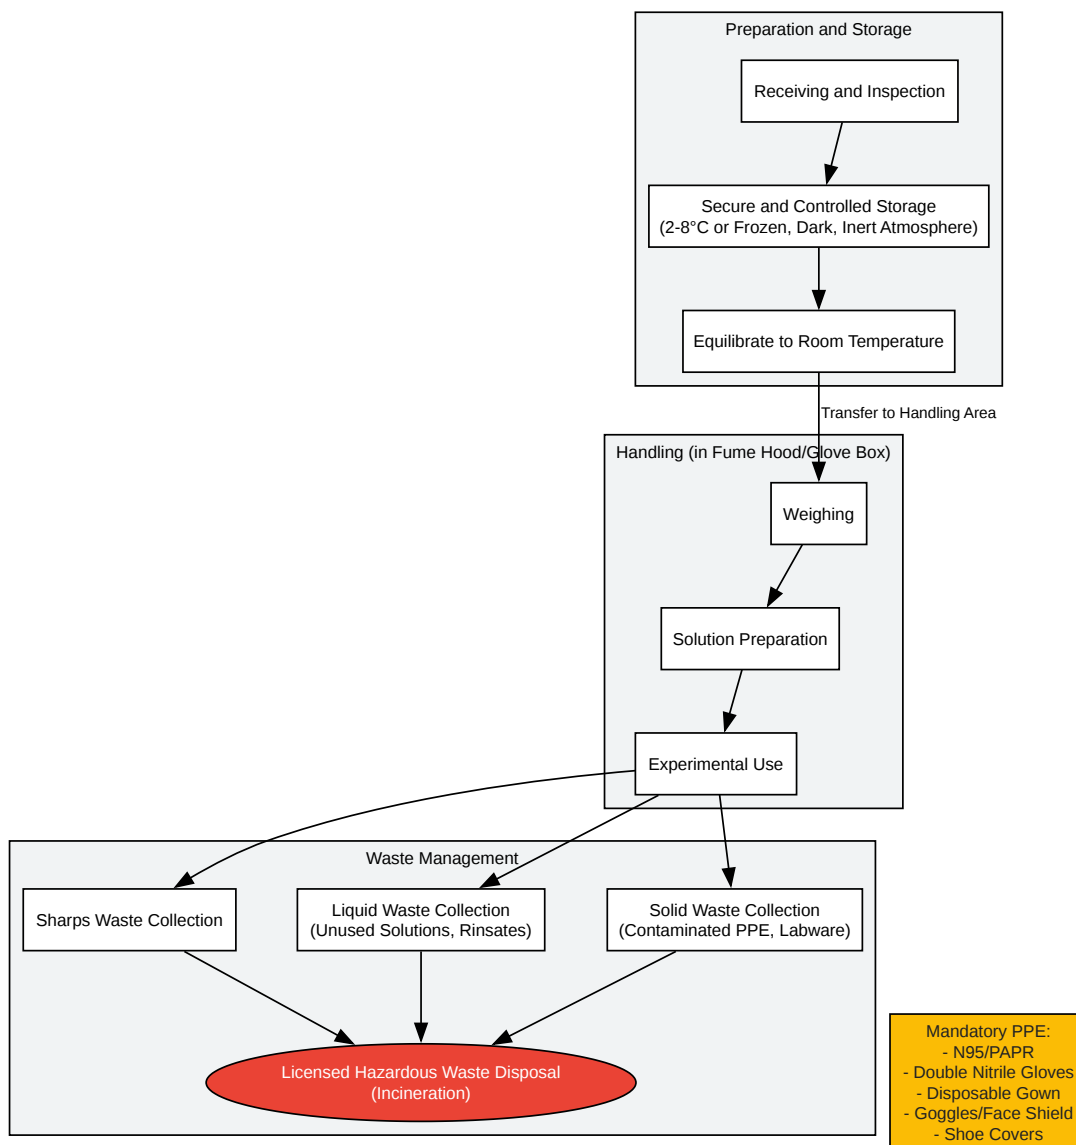 Preparation and Storage
Receiving and Inspection
Secure and Controlled Storage
(2-8°C or Frozen, Dark, Inert Atmosphere)
Equilibrate to Room Temperature
Transfer to Handling Area
Handling (in Fume Hood/Glove Box)
Weighing
Solution Preparation
Experimental Use
Waste Management
Sharps Waste Collection
Liquid Waste Collection
(Unused Solutions, Rinsates)
Solid Waste Collection
(Contaminated PPE, Labware)
Licensed Hazardous Waste Disposal
(Incineration)
Mandatory PPE:
- N95/PAPR
- Double Nitrile Gloves
- Disposable Gown
- Goggles/Face Shield
- Shoe Covers